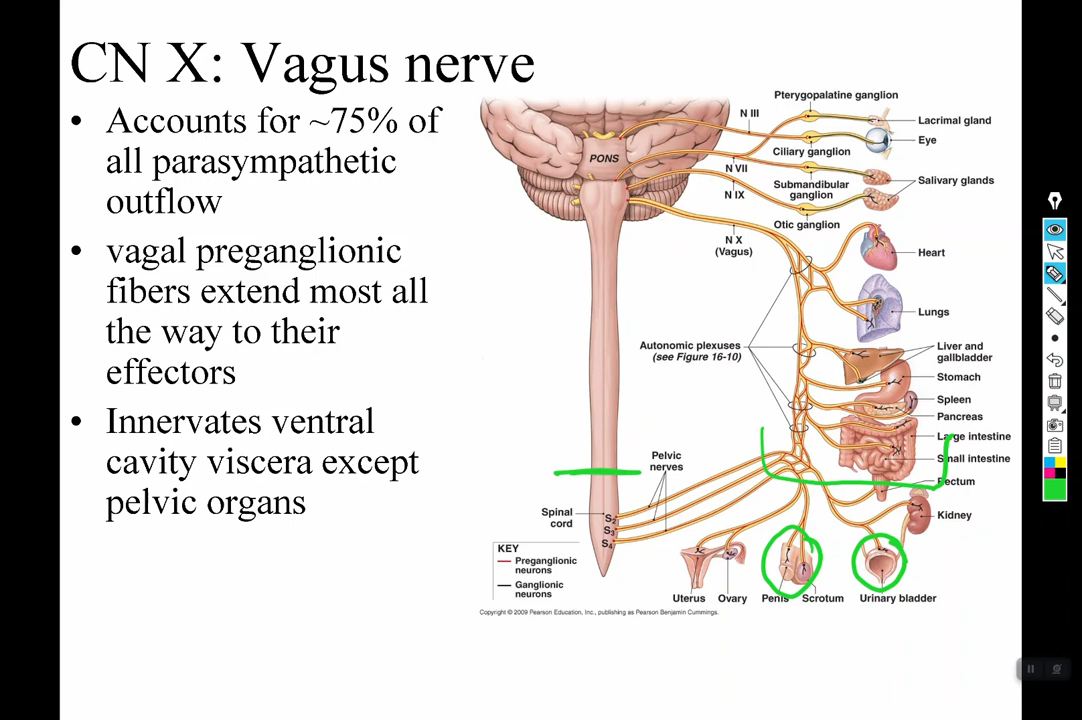 CN X: Vagus nerve
• Accounts for ~75% of
all parasympathetic
outflow
• vagal preganglionic
fibers extend most all
the way to their
effectors
• Innervates ventral
cavity viscera except
pelvic organs
Pterygopalatine ganglion
N III
Lacrimal gland
Eye
PONS
Ciliary ganglion
N VII
Submandibular
ganglion
Salivary glands
N IX
Otic ganglion
N X
(Vagus)
Heart
Lungs
Autonomic plexuses
(see Figure 16-10)
Liver and
gallbladder
Stomach
Spleen
Pancreas
Large intestine
Small intestine
Rectum
Pelvic
nerves
Spinal
cord
S2
S3
S4
Kidney
KEY
Preganglionic
neurons
Ganglionic
neurons
Uterus
Ovary
Penis
Scrotum
Urinary bladder
Copyright © 2009 Pearson Education, Inc., publishing as Pearson Benjamin Cummings.